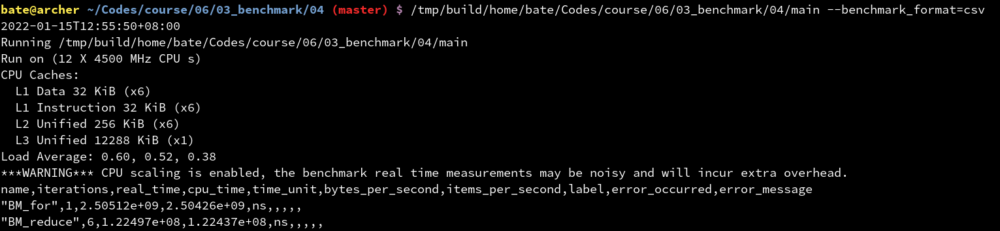 bate@archer ~/Codes/course/06/03_benchmark/04 (master) $ /tmp/build/home/bate/Codes/course/06/03_benchmark/04/main --benchmark_format=csv
2022-01-15T12:55:50+08:00
Running /tmp/build/home/bate/Codes/course/06/03_benchmark/04/main
Run on (12 X 4500 MHz CPU s)
CPU Caches:
  L1 Data 32 KiB (x6)
  L1 Instruction 32 KiB (x6)
  L2 Unified 256 KiB (x6)
  L3 Unified 12288 KiB (x1)
Load Average: 0.60, 0.52, 0.38
***WARNING*** CPU scaling is enabled, the benchmark real time measurements may be noisy and will incur extra overhead.
name,iterations,real_time,cpu_time,time_unit,bytes_per_second,items_per_second,label,error_occurred,error_message
"BM_for",1,2.50512e+09,2.50426e+09,ns,,,,,
"BM_reduce",6,1.22497e+08,1.22437e+08,ns,,,,,